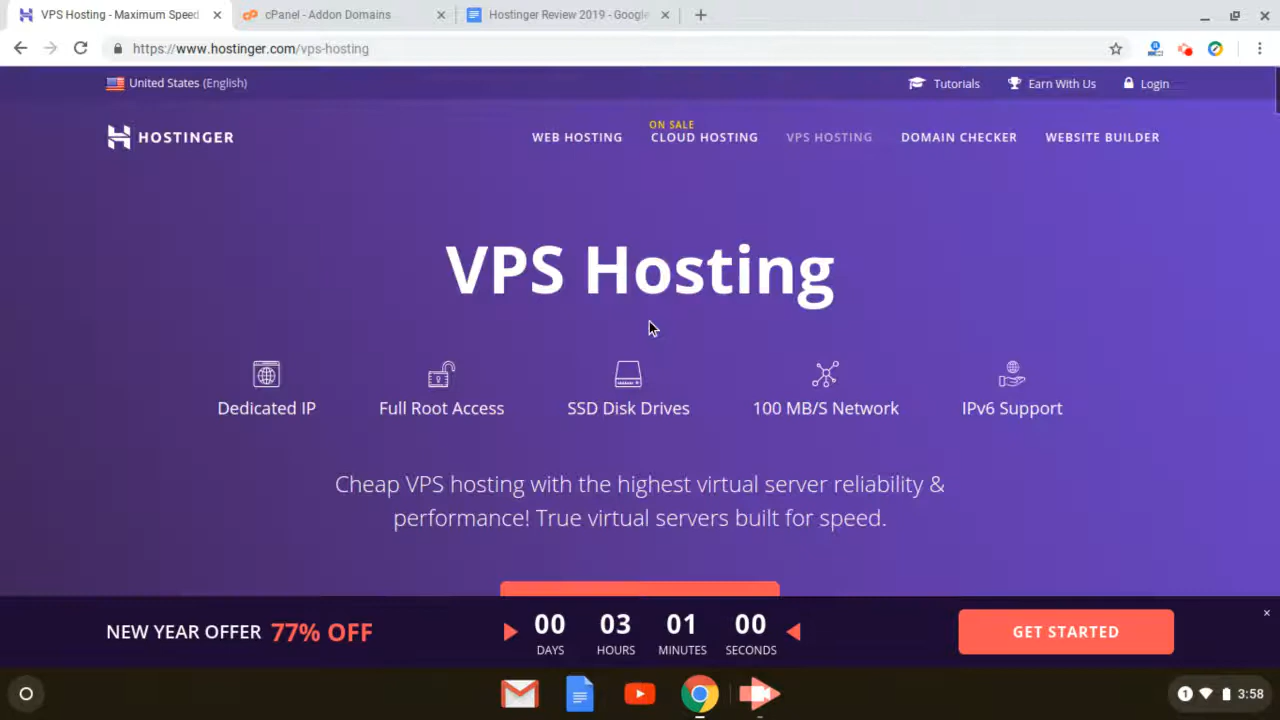 VPS Hosting - Maximum Speed
cPanel - Addon Domains
Hostinger Review 2019 - Google
https://www.hostinger.com/vps-hosting
United States (English)
Tutorials
Earn With Us
Login
HOSTINGER
WEB HOSTING
ON SALE
CLOUD HOSTING
VPS HOSTING
DOMAIN CHECKER
WEBSITE BUILDER
VPS Hosting
Dedicated IP
Full Root Access
SSD Disk Drives
100 MB/S Network
IPv6 Support
Cheap VPS hosting with the highest virtual server reliability &
performance! True virtual servers built for speed.
NEW YEAR OFFER 77% OFF
00 03 01 00
DAYS HOURS MINUTES SECONDS
GET STARTED
1 3:58